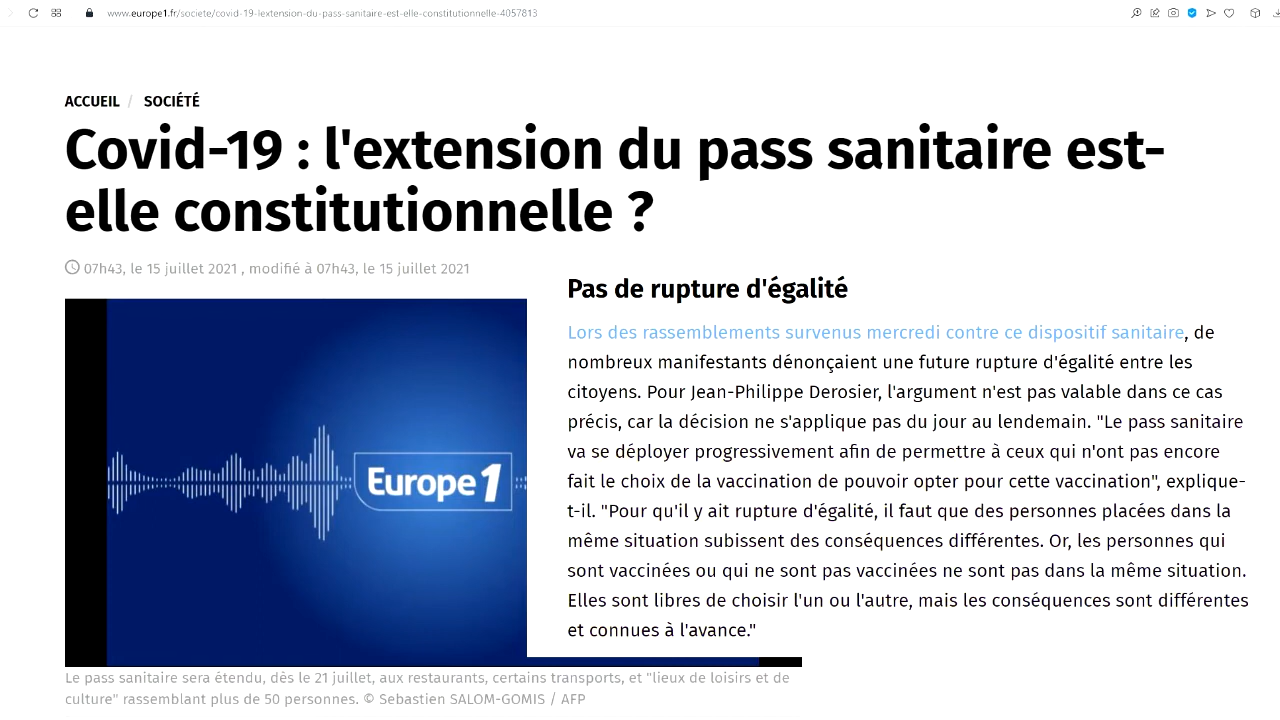 www.europe1.fr/societe/covid-19-lextension-du-pass-sanitaire-est-elle-constitutionnelle-4057813
ACCUEIL / SOCIÉTÉ
Covid-19 : l'extension du pass sanitaire est-
elle constitutionnelle ?
07h43, le 15 juillet 2021 , modifié à 07h43, le 15 juillet 2021
Europe 1
Pas de rupture d'égalité
Lors des rassemblements survenus mercredi contre ce dispositif sanitaire, de
nombreux manifestants dénonçaient une future rupture d'égalité entre les
citoyens. Pour Jean-Philippe Derosier, l'argument n'est pas valable dans ce cas
précis, car la décision ne s'applique pas du jour au lendemain. "Le pass sanitaire
va se déployer progressivement afin de permettre à ceux qui n'ont pas encore
fait le choix de la vaccination de pouvoir opter pour cette vaccination", explique-
t-il. "Pour qu'il y ait rupture d'égalité, il faut que des personnes placées dans la
même situation subissent des conséquences différentes. Or, les personnes qui
sont vaccinées ou qui ne sont pas vaccinées ne sont pas dans la même situation.
Elles sont libres de choisir l'un ou l'autre, mais les conséquences sont différentes
et connues à l'avance."
Le pass sanitaire sera étendu, dès le 21 juillet, aux restaurants, certains transports, et "lieux de loisirs et de
culture" rassemblant plus de 50 personnes. © Sebastien SALOM-GOMIS / AFP